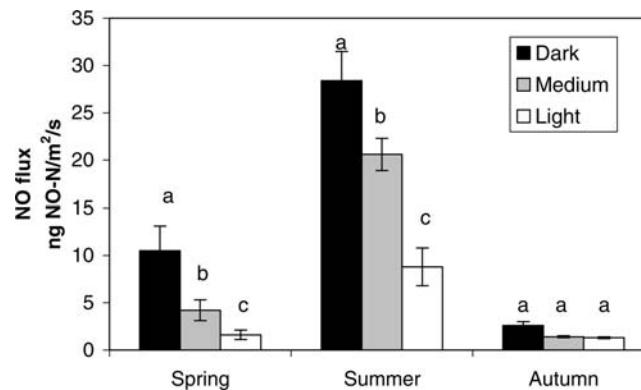 35
30
25
20
15
10
5
0
NO flux
ng NO-N/m²/s
a
b
c
a
b
c
a a a
Dark
Medium
Light
Spring Summer Autumn